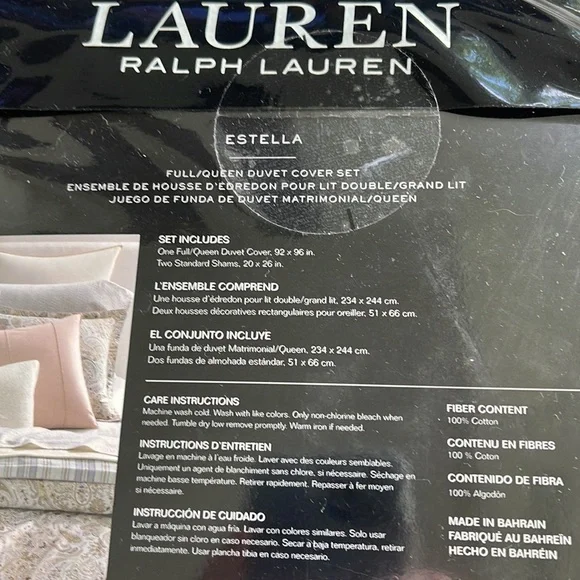 LAUREN
RALPH LAUREN
ESTELLA
FULL/QUEEN DUVET COVER SET
ENSEMBLE DE HOUSSE D'ÉDREDON POUR LIT DOUBLE/GRAND LIT
JUEGO DE FUNDA DE DUVET MATRIMONIAL/QUEEN
SET INCLUDES
One Full/Queen Duvet Cover, 92 x 96 in.
Two Standard Shams, 20 x 26 in.
L'ENSEMBLE COMPREND
Une housse d'édredon pour lit double/grand lit, 234 x 244 cm.
Deux housses décoratives rectangulaires pour oreiller, 51 x 66 cm.
EL CONJUNTO INCLUYE
Una funda de duvet Matrimonial/Queen, 234 x 244 cm.
Dos fundas de almohada estándar, 51 x 66 cm.
CARE INSTRUCTIONS
Machine wash cold. Wash with like colors. Only non-chlorine bleach when
needed. Tumble dry low remove promptly. Warm iron if needed.
INSTRUCTIONS D'ENTRETIEN
Lavage en machine à l'eau froide. Laver avec des couleurs semblables.
Uniquement un agent de blanchiment sans chlore, si nécessaire. Séchage en
machine basse température. Retirer rapidement. Repasser à fer moyen
si nécessaire.
INSTRUCCIÓN DE CUIDADO
Lavar a máquina con agua fria. Lavar con colores similares. Solo usar
blanqueador sin cloro en caso necesario. Secar a baja temperatura, retirar
inmediatamente. Usar plancha tibia en caso necesario.
FIBER CONTENT
100% Cotton
CONTENU EN FIBRES
100 % Coton
CONTENIDO DE FIBRA
100% Algodón
MADE IN BAHRAIN
FABRIQUÉ AU BAHREÏN
HECHO EN BAHRÉIN